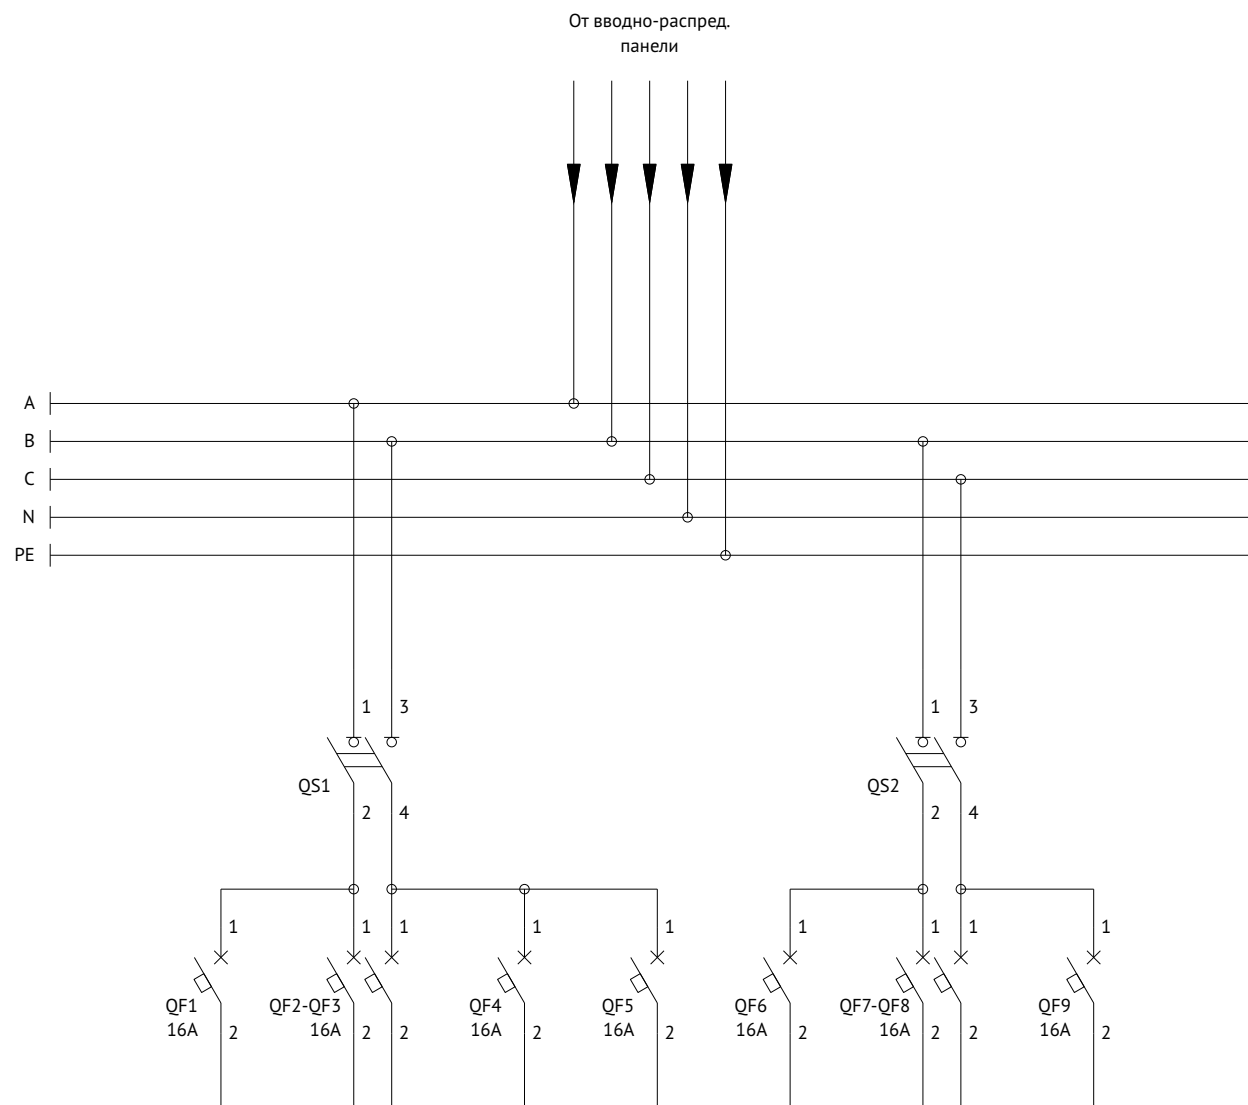 От вводно-распред.
панели
A
B
C
N
PE
1 3 1 3
QS1 QS2
2 4 2 4
1 1 1 1 1 1 1 1 1
QF1 QF2-QF3 QF4 QF5 QF6 QF7-QF8 QF9
16A 16A 16A 16A 16A 16A 16A
2 2 2 2 2 2 2 2 2